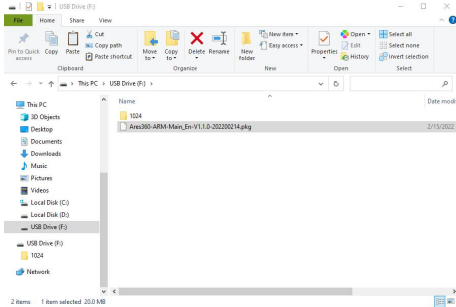 USB Drive (F:)
File Home Share View
Pin to Quick access
Copy
Paste
Cut
Copy path
Paste shortcut
Clipboard
Move to
Copy to
Delete
Rename
Organize
New folder
New item
Easy access
New
Properties
Open
Edit
History
Open
Select all
Select none
Invert selection
Select
This PC > USB Drive (F:) >
Name Date modi
1024
Ares360-ARM-Main_En-V1.1.0-202200214.pkg 2/15/2022
This PC
3D Objects
Desktop
Documents
Downloads
Music
Pictures
Videos
Local Disk (C:)
Local Disk (D:)
USB Drive (F:)
USB Drive (F:)
1024
Network
2 items 1 item selected 20.0 MB